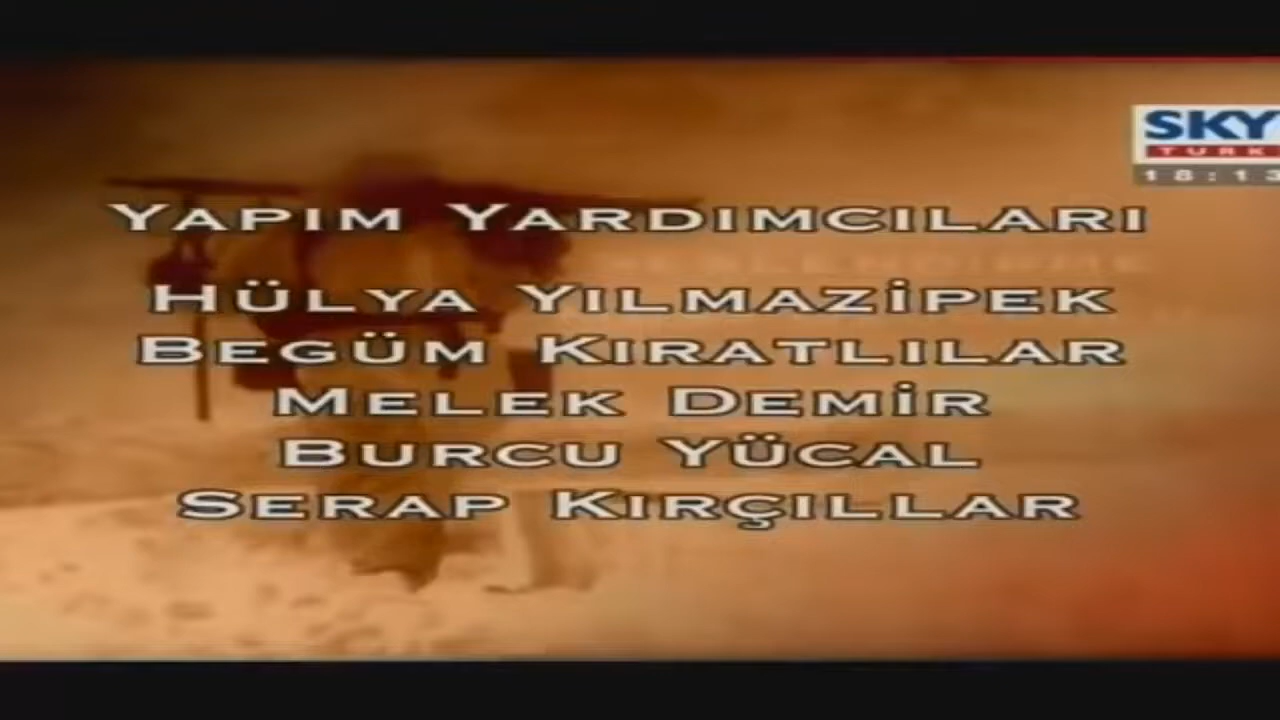 SKY
TURK
18:13
YAPIM YARDIMCILARI
HÜLYA YILMAZİPEK
BEGÜM KIRATLILAR
MELEK DEMİR
BURCU YÜCAL
SERAP KIRÇILLAR